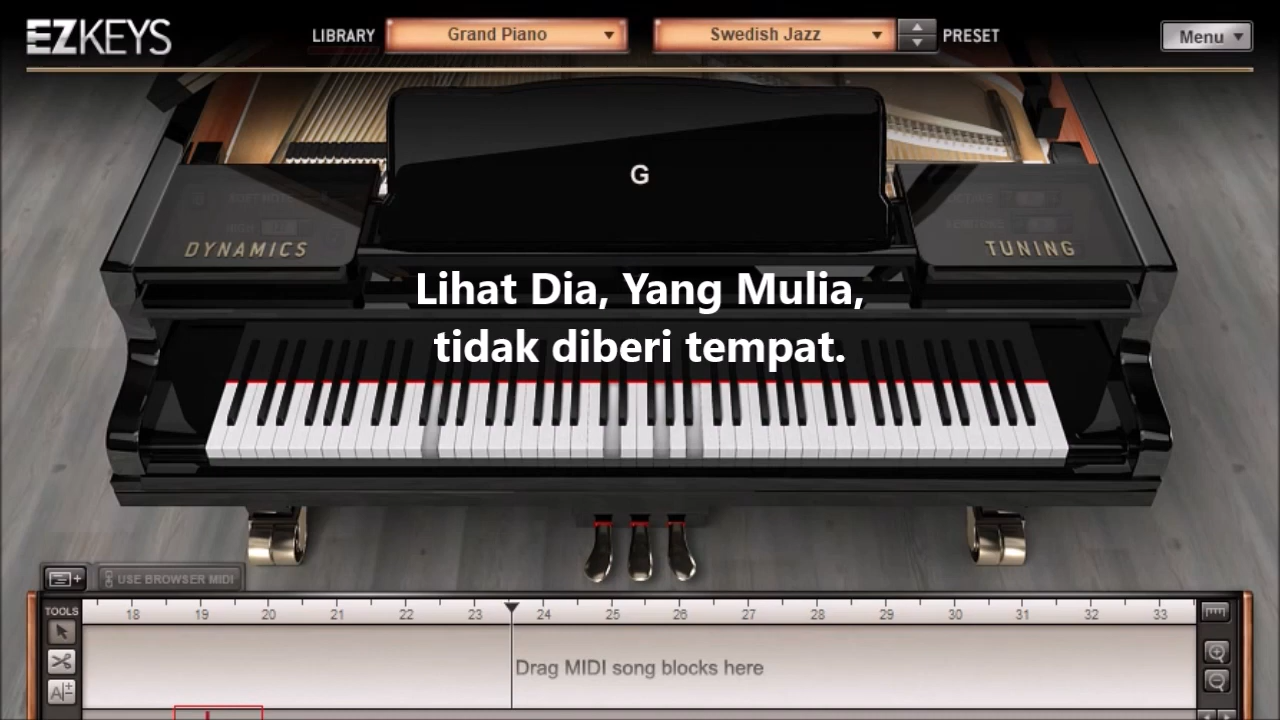 EZKEYS
LIBRARY
Grand Piano
Swedish Jazz
PRESET
Menu
G
DYNAMICS
TUNING
Lihat Dia, Yang Mulia,
tidak diberi tempat.
USE BROWSER MIDI
TOOLS
18 19 20 21 22 23 24 25 26 27 28 29 30 31 32 33
Drag MIDI song blocks here